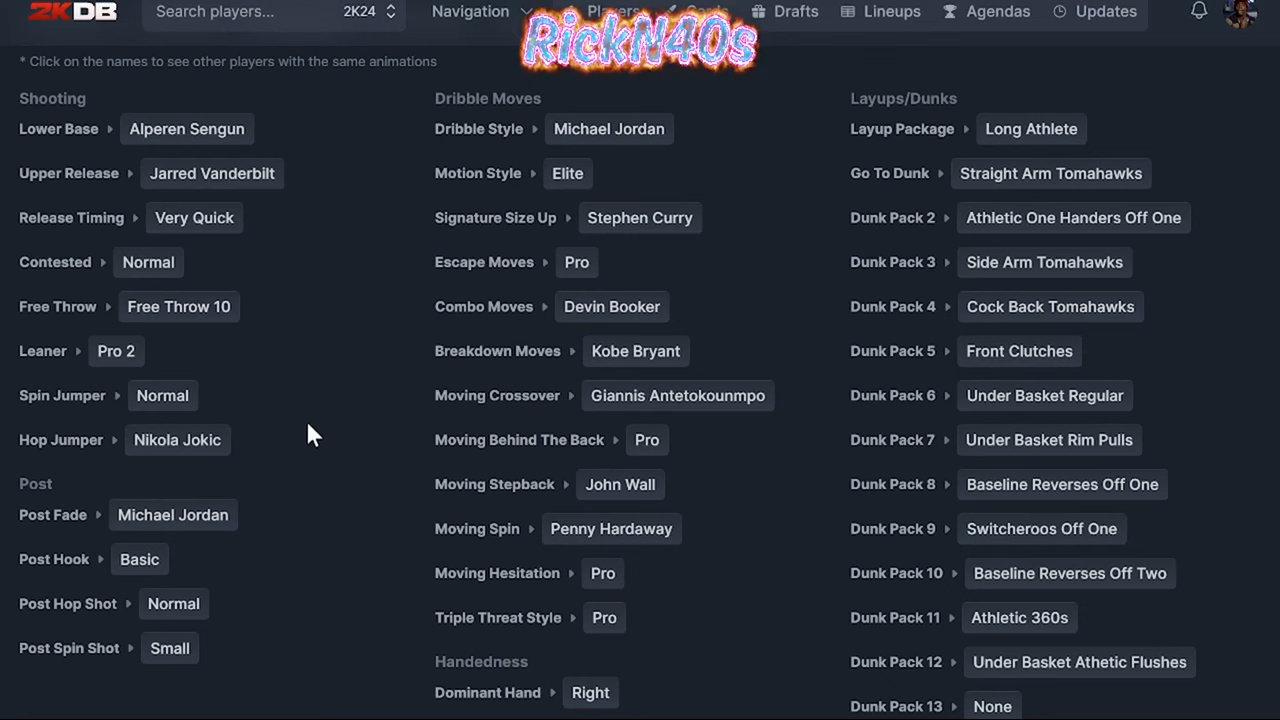 2KDB
Search players...
2K24
Navigation
Players
Cards
Drafts
Lineups
Agendas
Updates
RickN40s
* Click on the names to see other players with the same animations
Shooting
Lower Base Alperen Sengun
Upper Release Jarred Vanderbilt
Release Timing Very Quick
Contested Normal
Free Throw Free Throw 10
Leaner Pro 2
Spin Jumper Normal
Hop Jumper Nikola Jokic
Post
Post Fade Michael Jordan
Post Hook Basic
Post Hop Shot Normal
Post Spin Shot Small
Dribble Moves
Dribble Style Michael Jordan
Motion Style Elite
Signature Size Up Stephen Curry
Escape Moves Pro
Combo Moves Devin Booker
Breakdown Moves Kobe Bryant
Moving Crossover Giannis Antetokounmpo
Moving Behind The Back Pro
Moving Stepback John Wall
Moving Spin Penny Hardaway
Moving Hesitation Pro
Triple Threat Style Pro
Handedness
Dominant Hand Right
Layups/Dunks
Layup Package Long Athlete
Go To Dunk Straight Arm Tomahawks
Dunk Pack 2 Athletic One Handers Off One
Dunk Pack 3 Side Arm Tomahawks
Dunk Pack 4 Cock Back Tomahawks
Dunk Pack 5 Front Clutches
Dunk Pack 6 Under Basket Regular
Dunk Pack 7 Under Basket Rim Pulls
Dunk Pack 8 Baseline Reverses Off One
Dunk Pack 9 Switcheroos Off One
Dunk Pack 10 Baseline Reverses Off Two
Dunk Pack 11 Athletic 360s
Dunk Pack 12 Under Basket Athetic Flushes
Dunk Pack 13 None